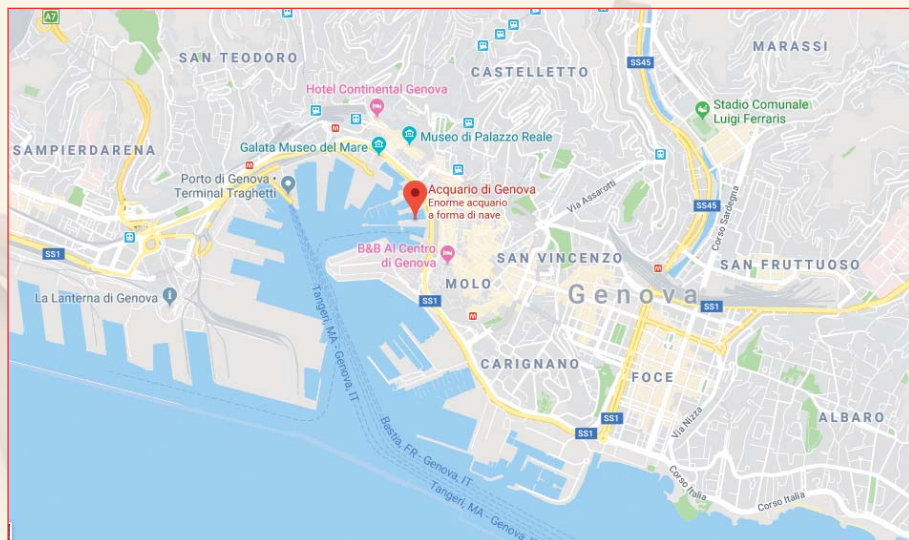 A7
SAN TEODORO
MARASSI
SS45
CASTELLETTO
Hotel Continental Genova
Stadio Comunale
Luigi Ferraris
Museo di Palazzo Reale
SAMPIERDARENA
Galata Museo del Mare
Porto di Genova •
Terminal Traghetti
Acquario di Genova
Enorme acquario
a forma di nave
Via Assarotti
SS45
Corso Sardegna
SS1
B&B Al Centro
di Genova
SAN VINCENZO
SAN FRUTTUOSO
MOLO
La Lanterna di Genova
Genova
SS1
SS1
Tangeri, MA - Genova, IT
CARIGNANO
FOCE
ALBARO
Via Nizza
SS1
Bastia, FR - Genova, IT
Tangeri, MA - Genova, IT
Corso Italia
Corso Italia